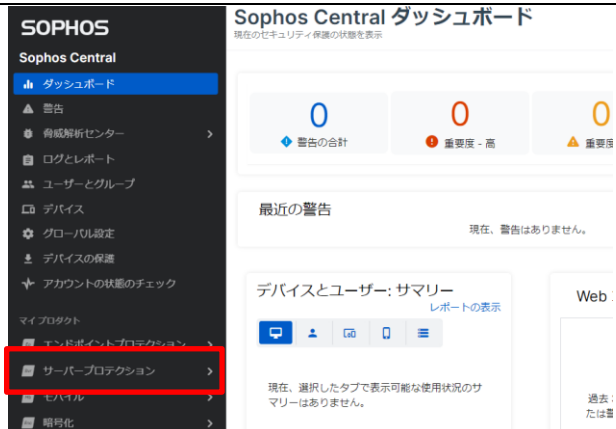 SOPHOS
Sophos Central
ダッシュボード
警告
脅威解析センター
ログとレポート
ユーザーとグループ
デバイス
グローバル設定
デバイスの保護
アカウントの状態のチェック
マイプロダクト
エンドポイントプロテクション
サーバープロテクション
モバイル
暗号化
Sophos Central ダッシュボード
現在のセキュリティ保護の状態を表示
0
警告の合計
0
重要度 - 高
0
重要度
最近の警告
現在、警告はありません。
デバイスとユーザー: サマリー
レポートの表示
現在、選択したタブで表示可能な使用状況のサ
マリーはありません。
Web
過去
たは